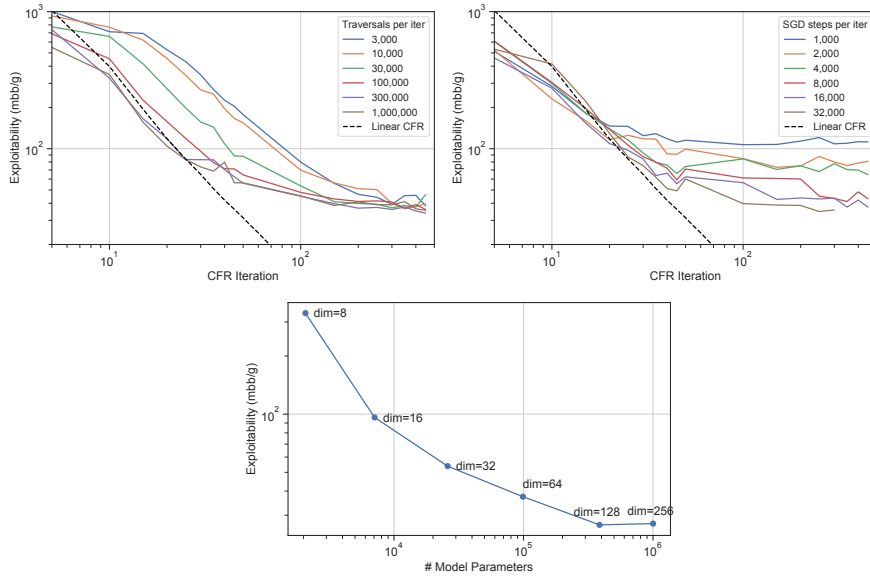 10³
10²
Exploitability (mbb/g)
10¹
10²
CFR Iteration
Traversals per iter
3,000
10,000
30,000
100,000
300,000
1,000,000
Linear CFR
10³
10²
Exploitability (mbb/g)
10¹
10²
CFR Iteration
SGD steps per iter
1,000
2,000
4,000
8,000
16,000
32,000
Linear CFR
10²
Exploitability (mbb/g)
dim=8
dim=16
dim=32
dim=64
dim=128
dim=256
10⁴
10⁵
10⁶
# Model Parameters